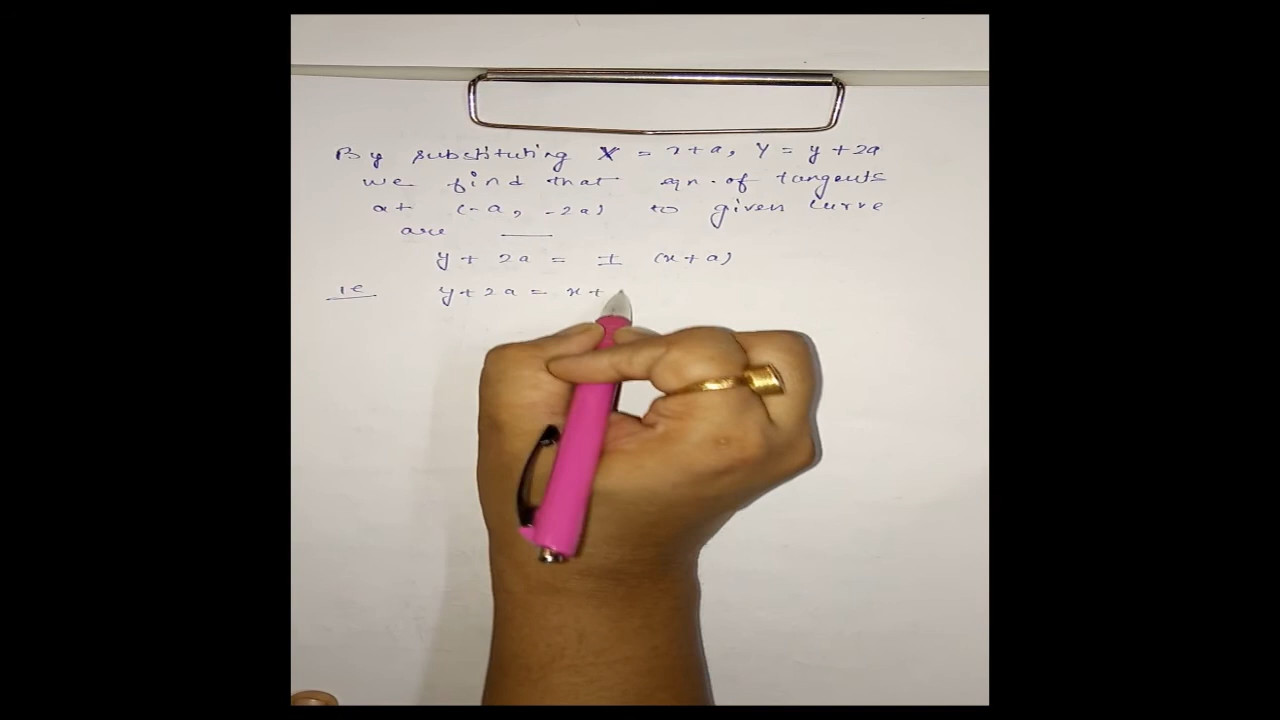 By substituting X = x+a, Y = y+2a
we find that eqn. of tangents
at (-a, -2a) to given curve
are
y + 2a = ± (x+a)
ie y+2a = x+